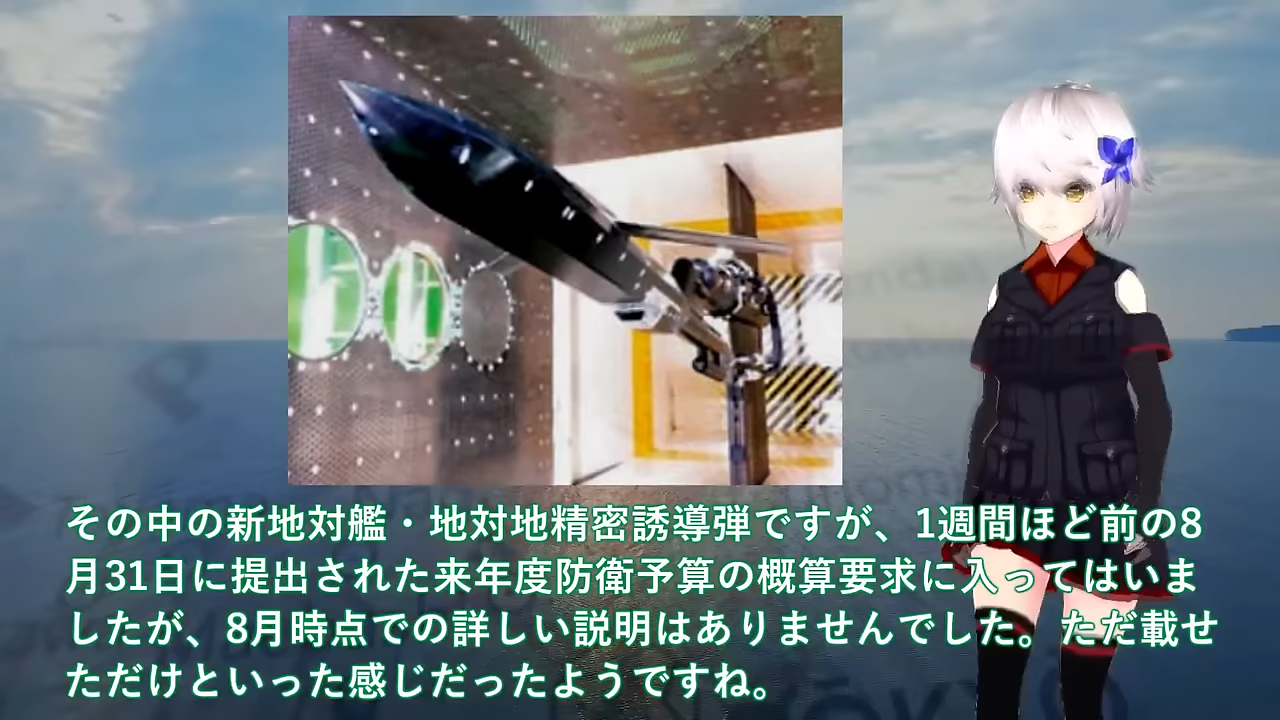 その中の新地対艦・地対地精密誘導弾ですが、1週間ほど前の8
月31日に提出された来年度防衛予算の概算要求に入ってはいま
したが、8月時点での詳しい説明はありませんでした。ただ載せ
ただけといった感じだったようですね。